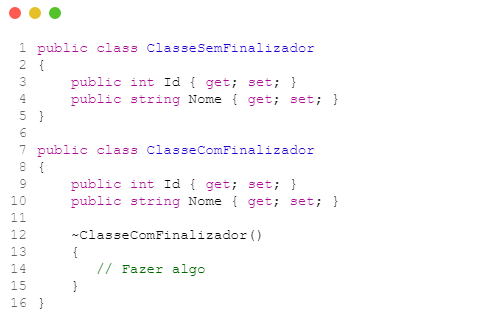 1 public class ClasseSemFinalizador
2 {
3     public int Id { get; set; }
4     public string Nome { get; set; }
5 }
6
7 public class ClasseComFinalizador
8 {
9     public int Id { get; set; }
10     public string Nome { get; set; }
11
12     ~ClasseComFinalizador()
13     {
14        // Fazer algo
15     }
16 }